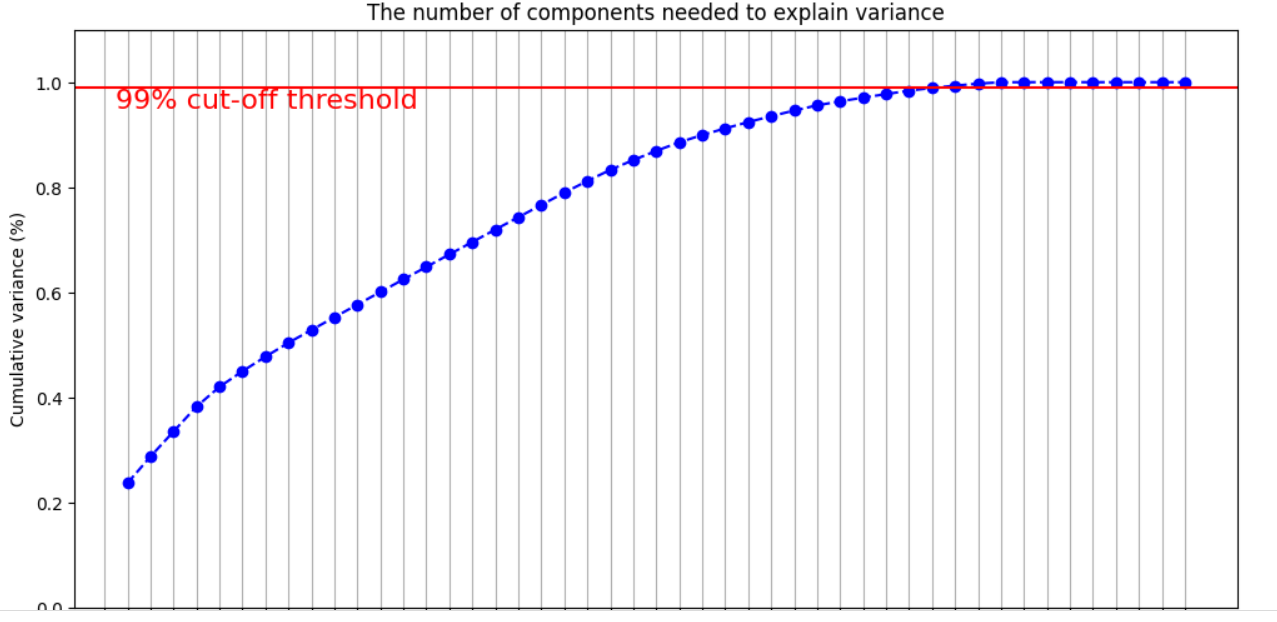 The number of components needed to explain variance
1.0
99% cut-off threshold
0.8
0.6
Cumulative variance (%)
0.4
0.2
0.0